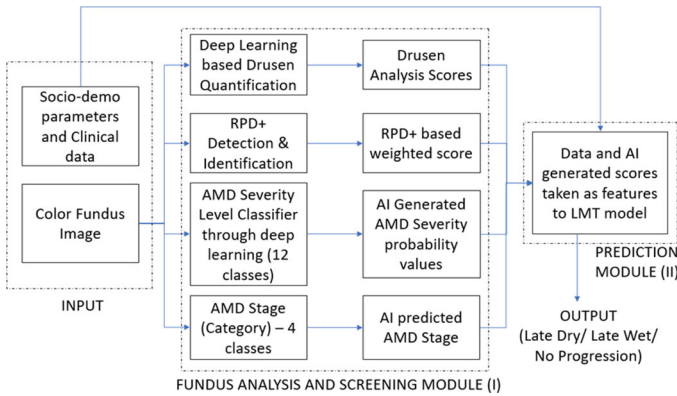 Socio-demo
parameters
and Clinical
data
Color Fundus
Image
INPUT
Deep Learning
based Drusen
Quantification
Drusen
Analysis Scores
RPD+
Detection &
Identification
RPD+ based
weighted score
AMD Severity
Level Classifier
through deep
learning (12
classes)
AI Generated
AMD Severity
probability
values
AMD Stage
(Category) – 4
classes
AI predicted
AMD Stage
FUNDUS ANALYSIS AND SCREENING MODULE (I)
Data and AI
generated scores
taken as features
to LMT model
PREDICTION
MODULE (II)
OUTPUT
(Late Dry/ Late Wet/
No Progression)